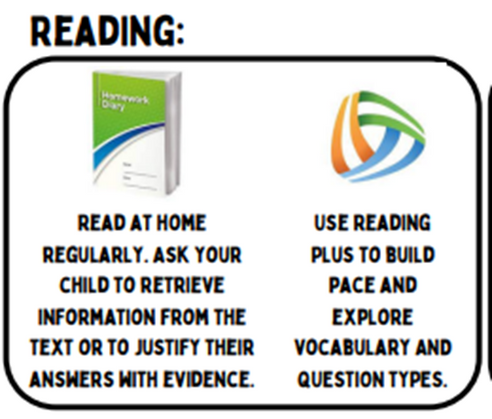 READING:
Homework
Diary
READ AT HOME
REGULARLY. ASK YOUR
CHILD TO RETRIEVE
INFORMATION FROM THE
TEXT OR TO JUSTIFY THEIR
ANSWERS WITH EVIDENCE.
USE READING
PLUS TO BUILD
PACE AND
EXPLORE
VOCABULARY AND
QUESTION TYPES.